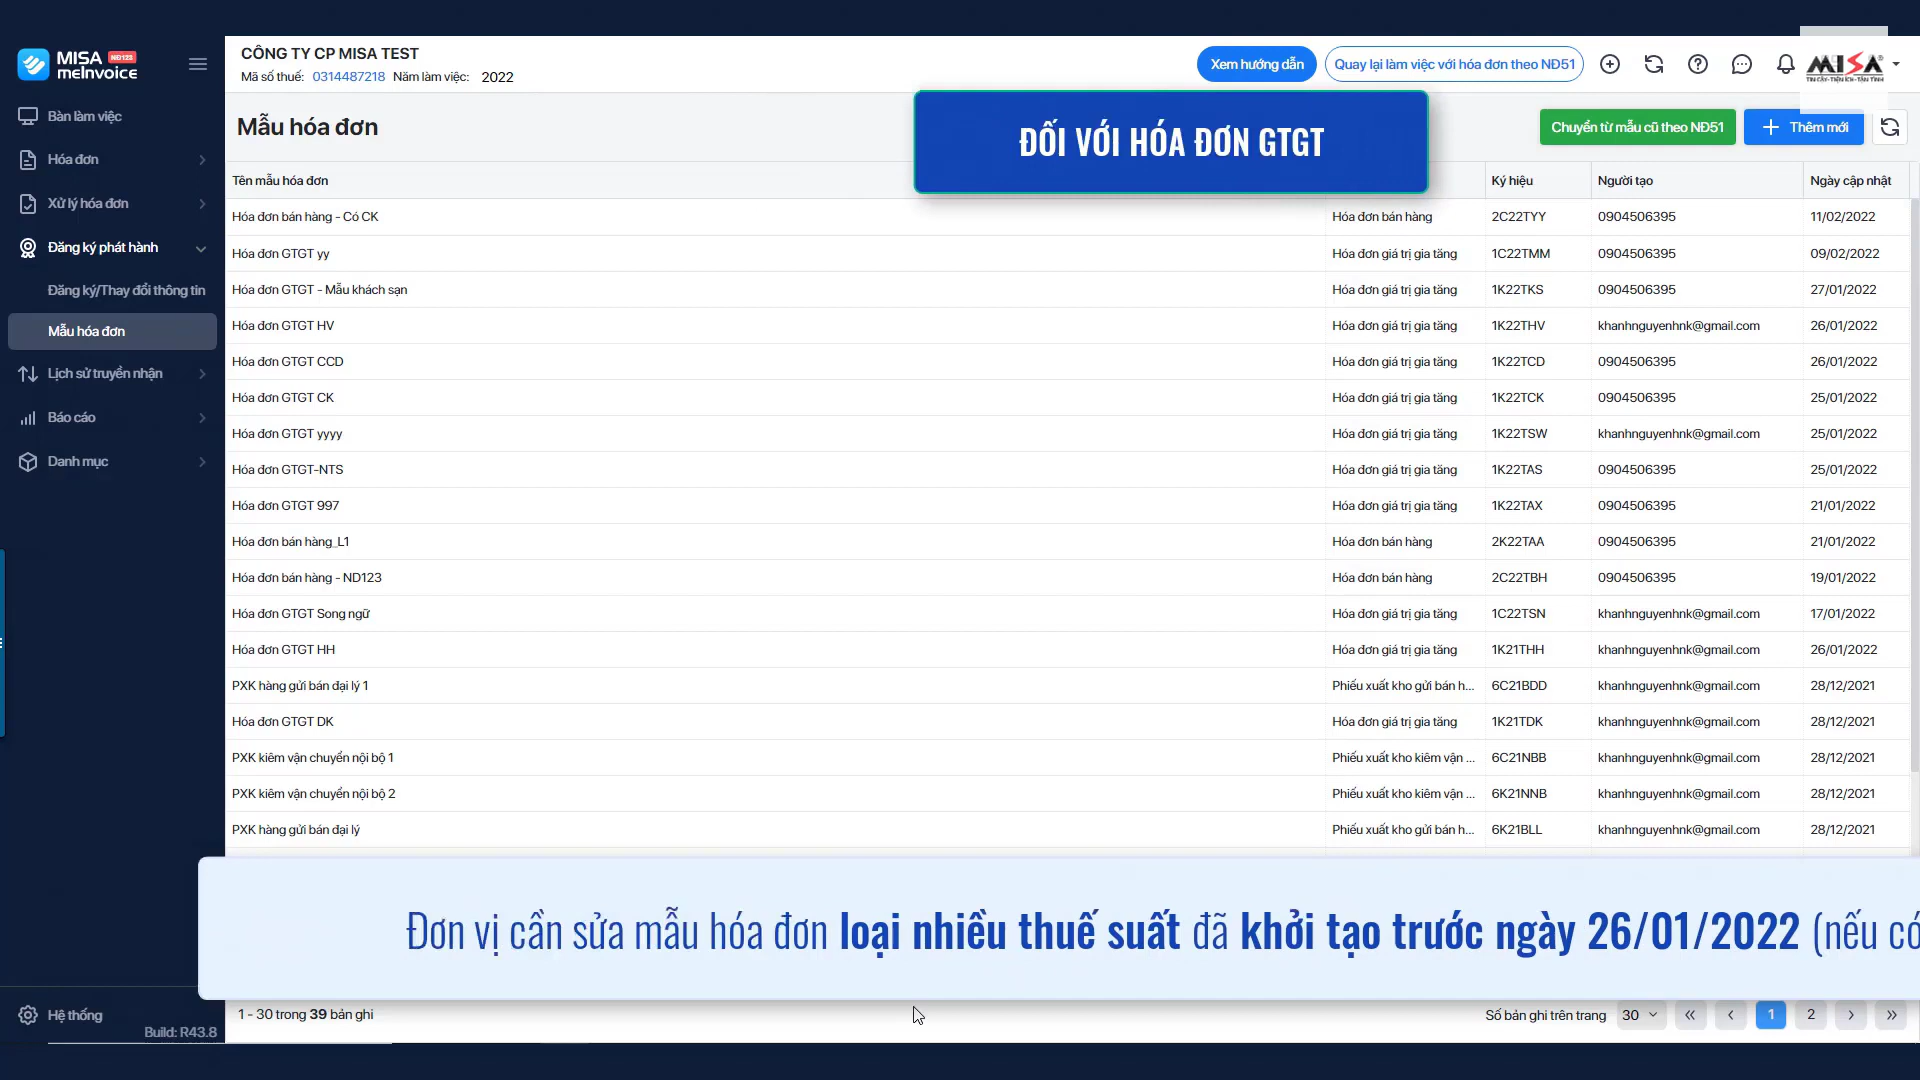 MISA NĐ123
meInvoice
CÔNG TY CP MISA TEST
Mã số thuế: 0314487218 Năm làm việc: 2022
Xem hướng dẫn
Quay lại làm việc với hóa đơn theo NĐ51
MISA
TIN CẬY - TIỆN ÍCH - TẬN TÌNH
Bàn làm việc
Hóa đơn
Xử lý hóa đơn
Đăng ký phát hành
Đăng ký/Thay đổi thông tin
Mẫu hóa đơn
Lịch sử truyền nhận
Báo cáo
Danh mục
Hệ thống
Build: R43.8
Mẫu hóa đơn
ĐỐI VỚI HÓA ĐƠN GTGT
Chuyển từ mẫu cũ theo NĐ51
Thêm mới
Tên mẫu hóa đơn Ký hiệu Người tạo Ngày cập nhật
Hóa đơn bán hàng - Có CK Hóa đơn bán hàng 2C22TYY 0904506395 11/02/2022
Hóa đơn GTGT yy Hóa đơn giá trị gia tăng 1C22TMM 0904506395 09/02/2022
Hóa đơn GTGT - Mẫu khách sạn Hóa đơn giá trị gia tăng 1K22TKS 0904506395 27/01/2022
Hóa đơn GTGT HV Hóa đơn giá trị gia tăng 1K22THV khanhnguyenhnk@gmail.com 26/01/2022
Hóa đơn GTGT CCD Hóa đơn giá trị gia tăng 1K22TCD 0904506395 26/01/2022
Hóa đơn GTGT CK Hóa đơn giá trị gia tăng 1K22TCK 0904506395 25/01/2022
Hóa đơn GTGT yyyy Hóa đơn giá trị gia tăng 1K22TSW khanhnguyenhnk@gmail.com 25/01/2022
Hóa đơn GTGT-NTS Hóa đơn giá trị gia tăng 1K22TAS 0904506395 25/01/2022
Hóa đơn GTGT 997 Hóa đơn giá trị gia tăng 1K22TAX 0904506395 21/01/2022
Hóa đơn bán hàng_L1 Hóa đơn bán hàng 2K22TAA 0904506395 21/01/2022
Hóa đơn bán hàng - ND123 Hóa đơn bán hàng 2C22TBH 0904506395 19/01/2022
Hóa đơn GTGT Song ngữ Hóa đơn giá trị gia tăng 1C22TSN khanhnguyenhnk@gmail.com 17/01/2022
Hóa đơn GTGT HH Hóa đơn giá trị gia tăng 1K21THH khanhnguyenhnk@gmail.com 26/01/2022
PXK hàng gửi bán đại lý 1 Phiếu xuất kho gửi bán h... 6C21BDD khanhnguyenhnk@gmail.com 28/12/2021
Hóa đơn GTGT DK Hóa đơn giá trị gia tăng 1K21TDK khanhnguyenhnk@gmail.com 28/12/2021
PXK kiêm vận chuyển nội bộ 1 Phiếu xuất kho kiêm vận ... 6C21NBB khanhnguyenhnk@gmail.com 28/12/2021
PXK kiêm vận chuyển nội bộ 2 Phiếu xuất kho kiêm vận ... 6K21NNB khanhnguyenhnk@gmail.com 28/12/2021
PXK hàng gửi bán đại lý Phiếu xuất kho gửi bán h... 6K21BLL khanhnguyenhnk@gmail.com 28/12/2021
Đơn vị cần sửa mẫu hóa đơn loại nhiều thuế suất đã khởi tạo trước ngày 26/01/2022 (nếu có
1 - 30 trong 39 bản ghi
Số bản ghi trên trang 30 1 2